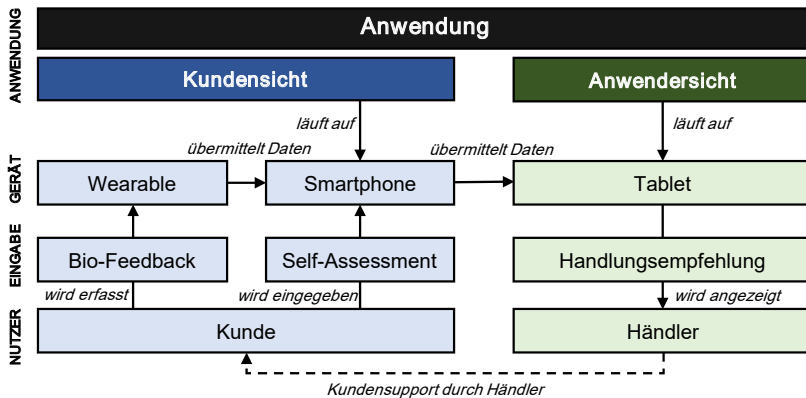 ANWENDUNG
Anwendung
Kundensicht
Anwendersicht
läuft auf
läuft auf
übermittelt Daten
übermittelt Daten
GERÄT
Wearable
Smartphone
Tablet
EINGABE
Bio-Feedback
Self-Assessment
Handlungsempfehlung
wird erfasst
wird eingegeben
wird angezeigt
NUTZER
Kunde
Händler
Kundensupport durch Händler